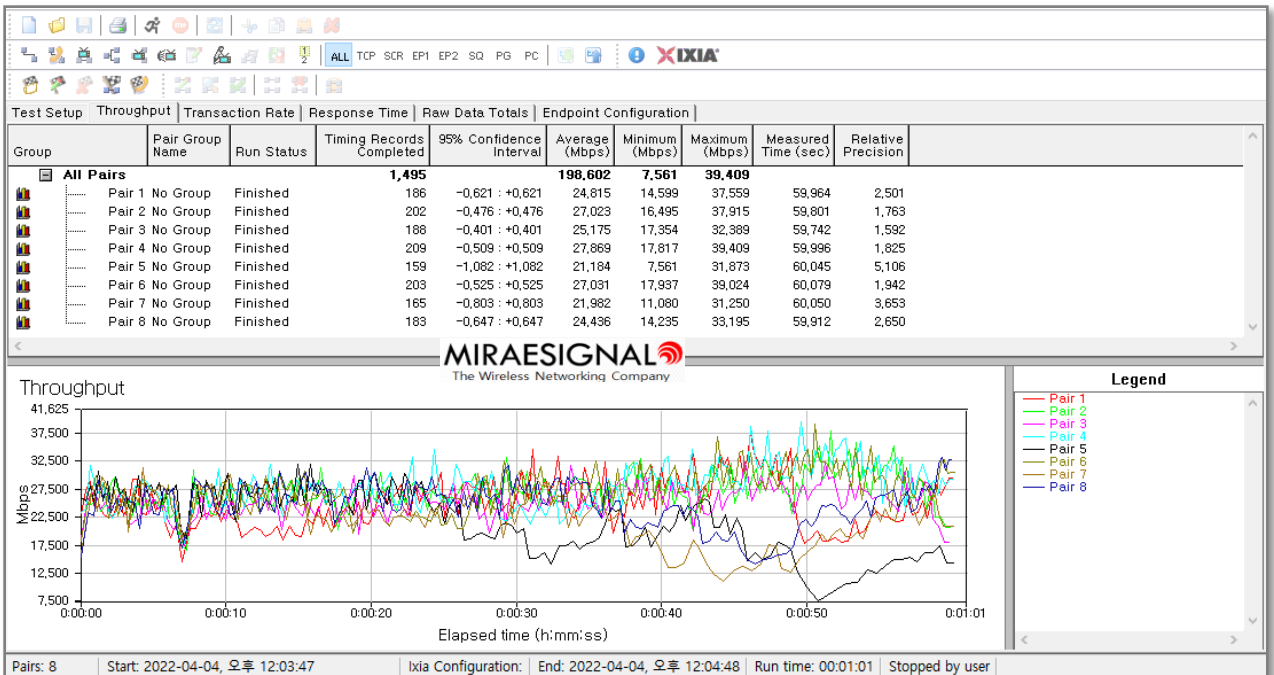 ALL TCP SCR EP1 EP2 SQ PG PC IXIA
Test Setup Throughput Transaction Rate Response Time Raw Data Totals Endpoint Configuration
Group Pair Group Name Run Status Timing Records Completed 95% Confidence Interval Average (Mbps) Minimum (Mbps) Maximum (Mbps) Measured Time (sec) Relative Precision
All Pairs 1,495 198,602 7,561 39,409
Pair 1 No Group Finished 186 -0,621 : +0,621 24,815 14,599 37,559 59,964 2,501
Pair 2 No Group Finished 202 -0,476 : +0,476 27,023 16,495 37,915 59,801 1,763
Pair 3 No Group Finished 188 -0,401 : +0,401 25,175 17,354 32,389 59,742 1,592
Pair 4 No Group Finished 209 -0,509 : +0,509 27,869 17,817 39,409 59,996 1,825
Pair 5 No Group Finished 159 -1,082 : +1,082 21,184 7,561 31,873 60,045 5,106
Pair 6 No Group Finished 203 -0,525 : +0,525 27,031 17,937 39,024 60,079 1,942
Pair 7 No Group Finished 165 -0,803 : +0,803 21,982 11,080 31,250 60,050 3,653
Pair 8 No Group Finished 183 -0,647 : +0,647 24,436 14,235 33,195 59,912 2,650
MIRAESIGNAL
The Wireless Networking Company
Throughput
41,625
37,500
32,500
27,500
22,500
17,500
12,500
7,500
Mbps
0:00:00 0:00:10 0:00:20 0:00:30 0:00:40 0:00:50 0:01:01
Elapsed time (h:mm:ss)
Legend
Pair 1
Pair 2
Pair 3
Pair 4
Pair 5
Pair 6
Pair 7
Pair 8
Pairs: 8 Start: 2022-04-04, 오후 12:03:47 Ixia Configuration: End: 2022-04-04, 오후 12:04:48 Run time: 00:01:01 Stopped by user